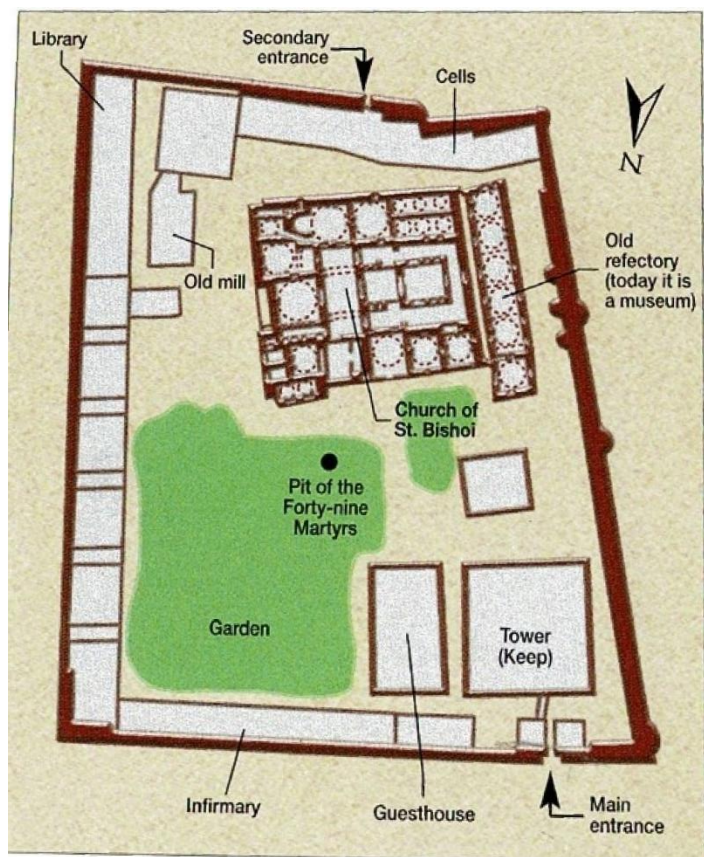 Library
Secondary
entrance
Cells
N
Old mill
Old
refectory
(today it is
a museum)
Church of
St. Bishoï
Pit of the
Forty-nine
Martyrs
Garden
Tower
(Keep)
Infirmary
Guesthouse
Main
entrance